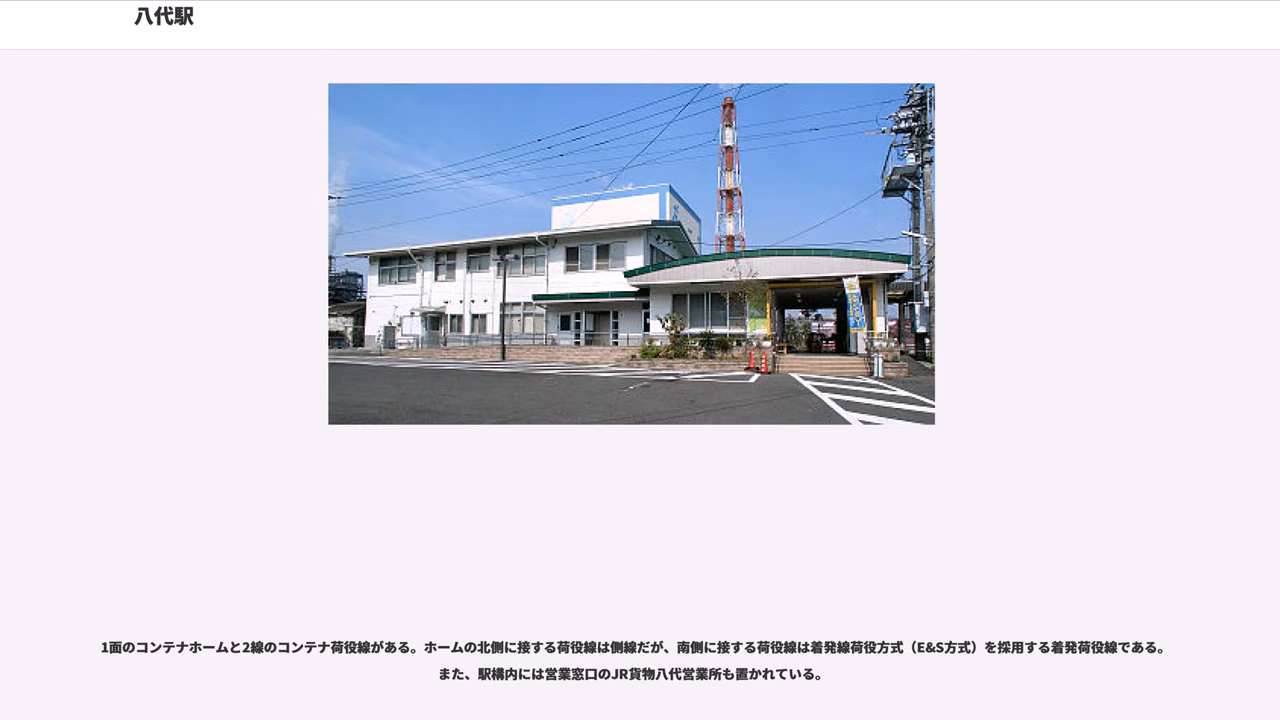 八代駅
1面のコンテナホームと2線のコンテナ荷役線がある。ホームの北側に接する荷役線は側線だが、南側に接する荷役線は着発線荷役方式（E&S方式）を採用する着発荷役線である。
また、駅構内には営業窓口のJR貨物八代営業所も置かれている。